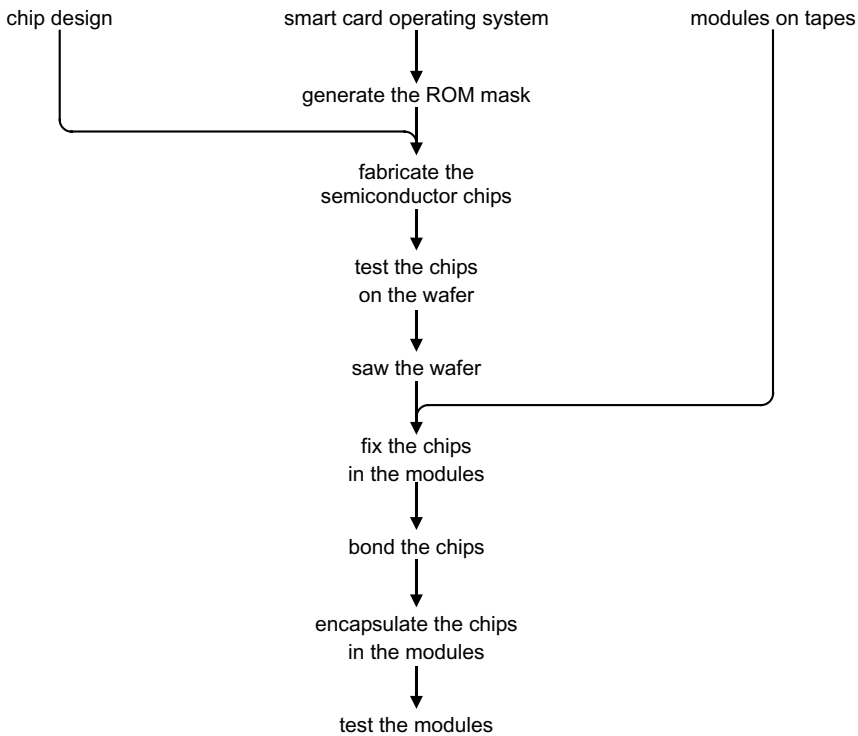 chip design
smart card operating system
modules on tapes
generate the ROM mask
fabricate the
semiconductor chips
test the chips
on the wafer
saw the wafer
fix the chips
in the modules
bond the chips
encapsulate the chips
in the modules
test the modules